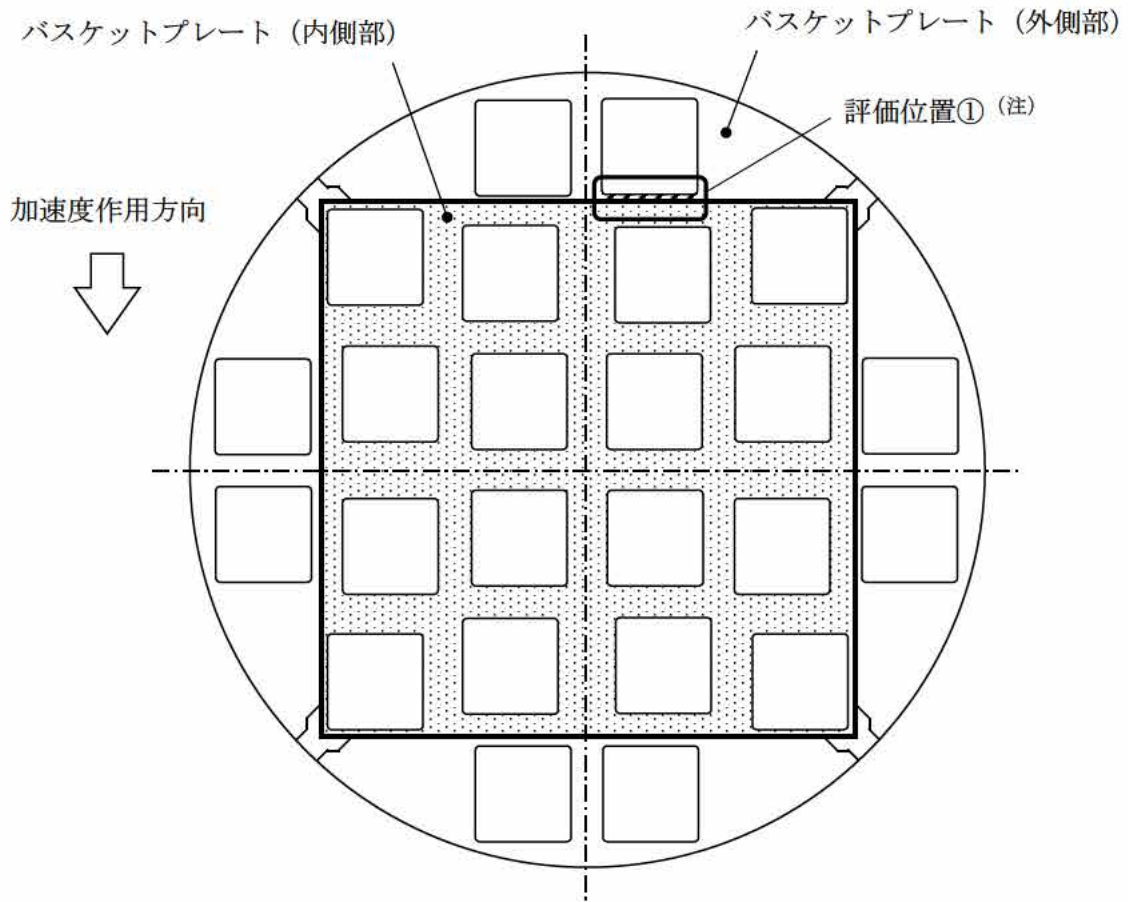 バスケットプレート（内側部）
バスケットプレート（外側部）
評価位置①（注）
加速度作用方向